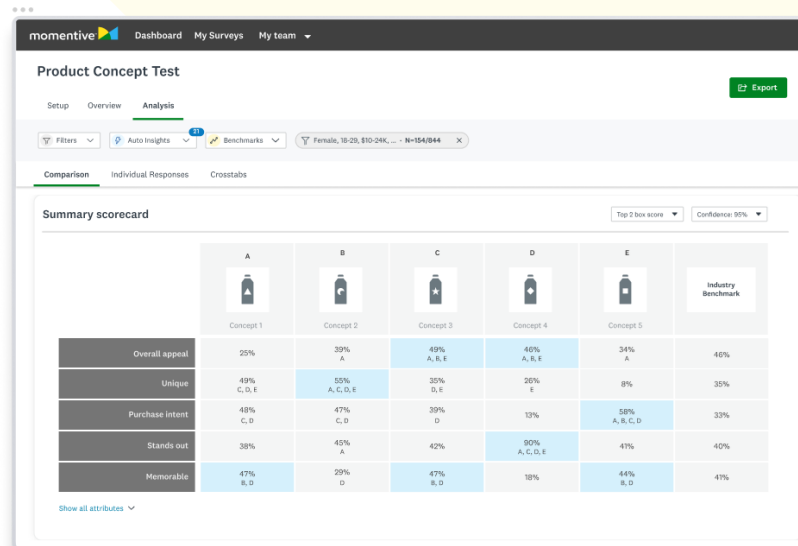 momentive
Dashboard My Surveys My team
Product Concept Test
Export
Setup Overview Analysis
21
Filters Auto Insights Benchmarks Female, 18-29, $10-24K, ... - N=154/844 ×
Comparison Individual Responses Crosstabs
Summary scorecard
Top 2 box score Confidence: 95%
A B C D E
Industry
Benchmark
Concept 1 Concept 2 Concept 3 Concept 4 Concept 5
Overall appeal 25% 39% 49% 46% 34% 46%
A A, B, E A, B, E A
Unique 49% 55% 35% 26% 8% 35%
C, D, E A, C, D, E D, E E
Purchase intent 48% 47% 39% 13% 58% 33%
C, D C, D D A, B, C, D
Stands out 38% 45% 42% 90% 41% 40%
A A, C, D, E
Memorable 47% 29% 47% 18% 44% 41%
B, D D B, D B, D
Show all attributes